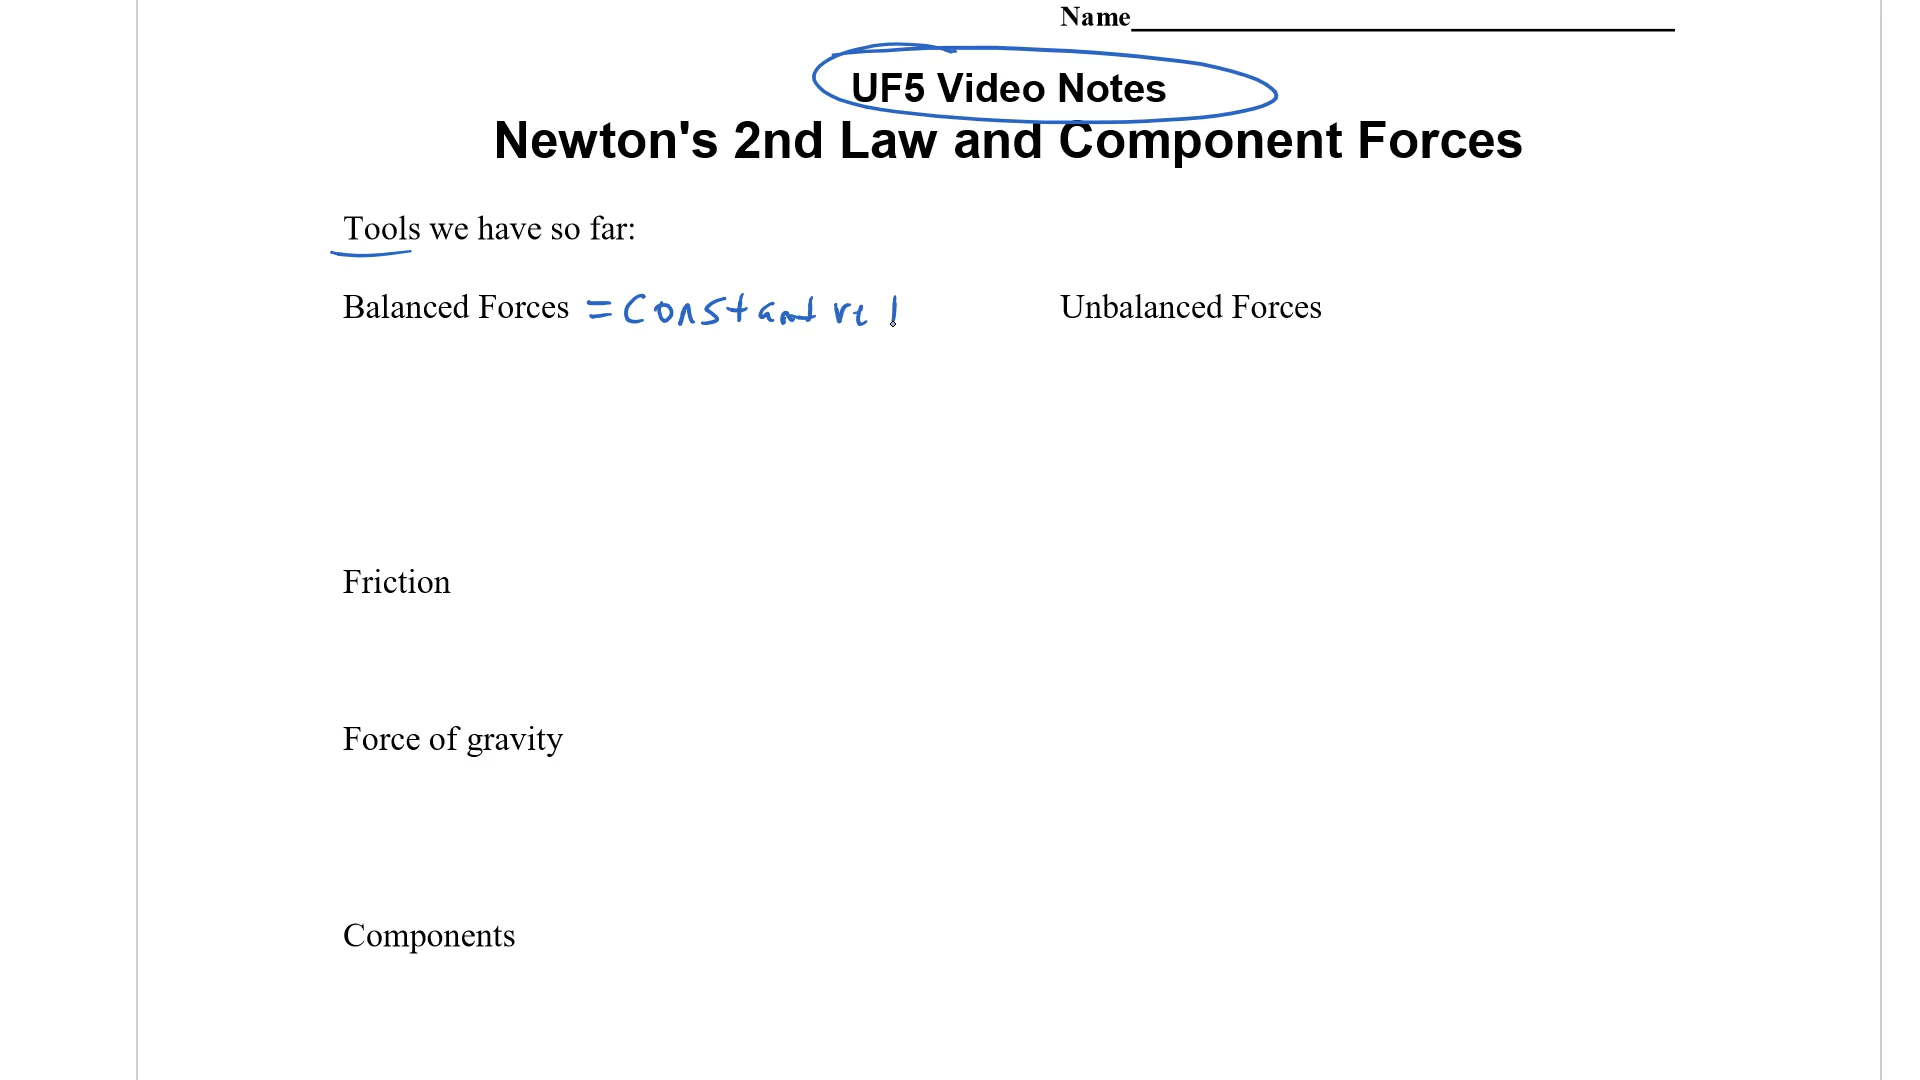 Name
UF5 Video Notes
Newton's 2nd Law and Component Forces
Tools we have so far:
Balanced Forces = Constant vel
Unbalanced Forces
Friction
Force of gravity
Components